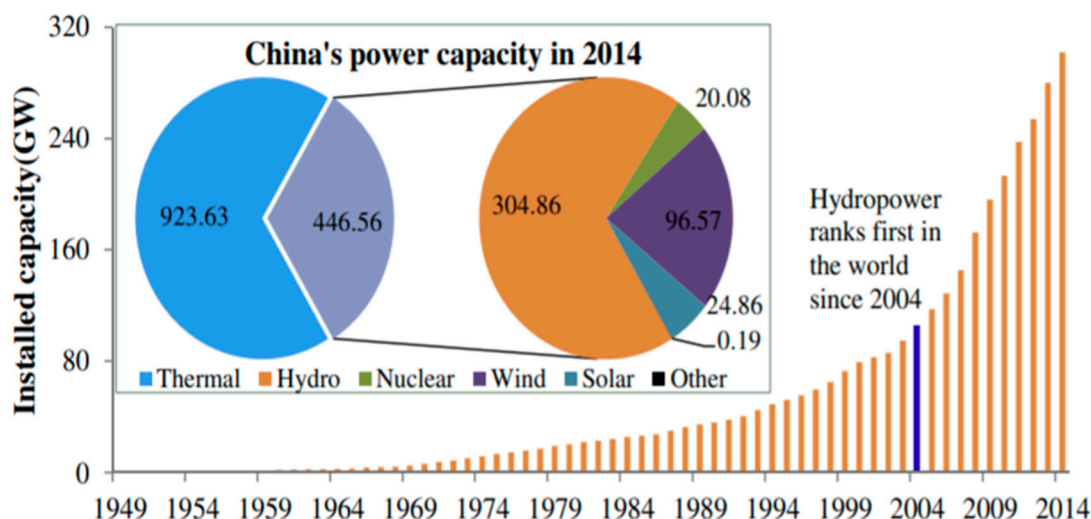 China's power capacity in 2014
Installed capacity(GW)
320
240
160
80
0
923.63
446.56
304.86
20.08
96.57
24.86
0.19
Thermal
Hydro
Nuclear
Wind
Solar
Other
Hydropower
ranks first in
the world
since 2004
1949 1954 1959 1964 1969 1974 1979 1984 1989 1994 1999 2004 2009 2014